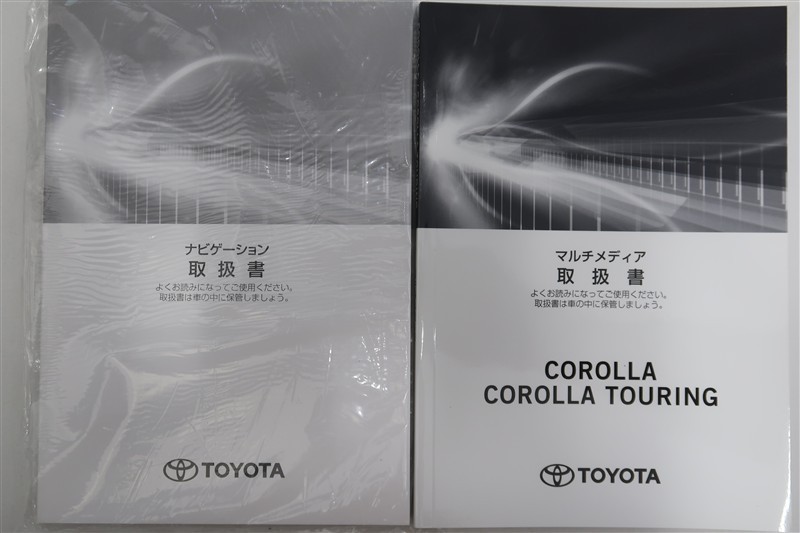 ナビゲーション
取扱書
よくお読みになってご使用ください。
取扱書は車の中に保管しましょう。
TOYOTA
マルチメディア
取扱書
よくお読みになってご使用ください。
取扱書は車の中に保管しましょう。
COROLLA
COROLLA TOURING
TOYOTA